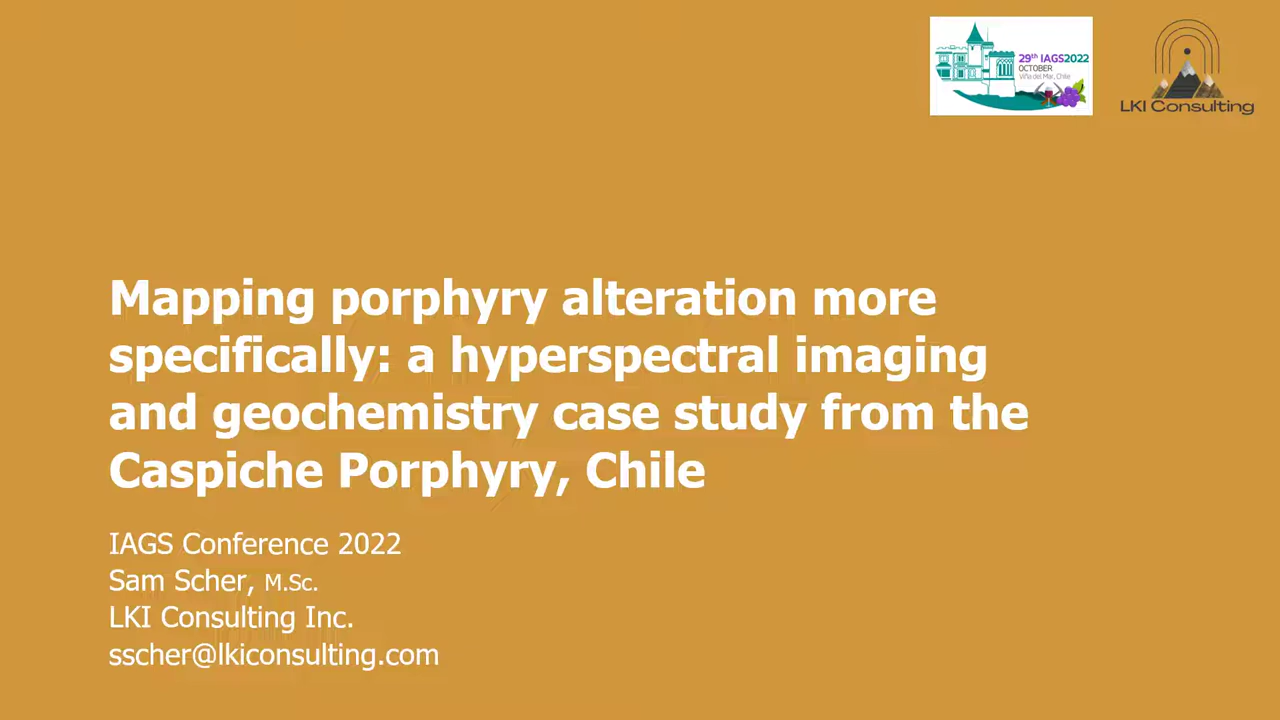 29th IAGS2022
OCTOBER
Viña del Mar, Chile
LKI Consulting
Mapping porphyry alteration more
specifically: a hyperspectral imaging
and geochemistry case study from the
Caspiche Porphyry, Chile
IAGS Conference 2022
Sam Scher, M.Sc.
LKI Consulting Inc.
sscher@lkiconsulting.com